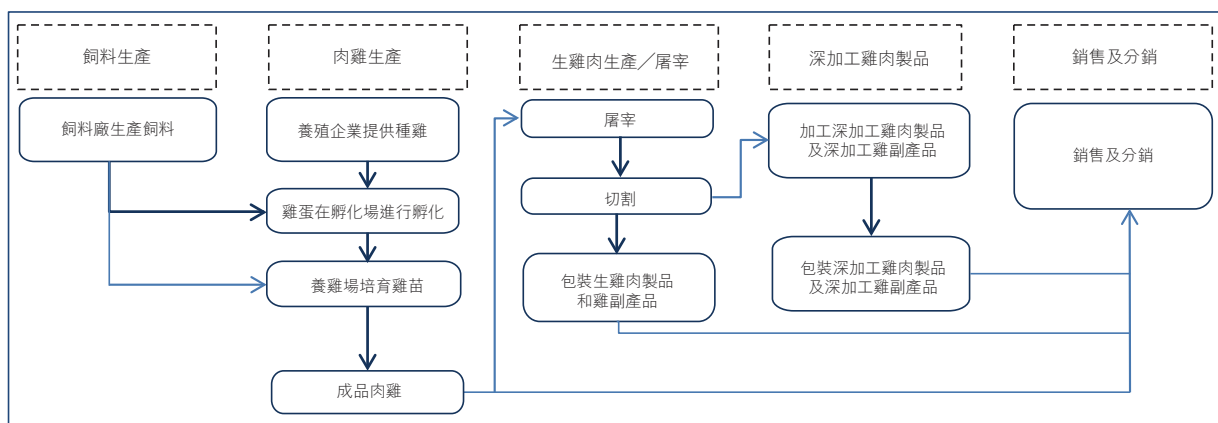 飼料生產
肉雞生產
生雞肉生產／屠宰
深加工雞肉製品
銷售及分銷
飼料廠生產飼料
養殖企業提供種雞
雞蛋在孵化場進行孵化
養雞場培育雞苗
成品肉雞
屠宰
切割
包裝生雞肉製品
和雞副產品
加工深加工雞肉製品
及深加工雞副產品
包裝深加工雞肉製品
及深加工雞副產品
銷售及分銷